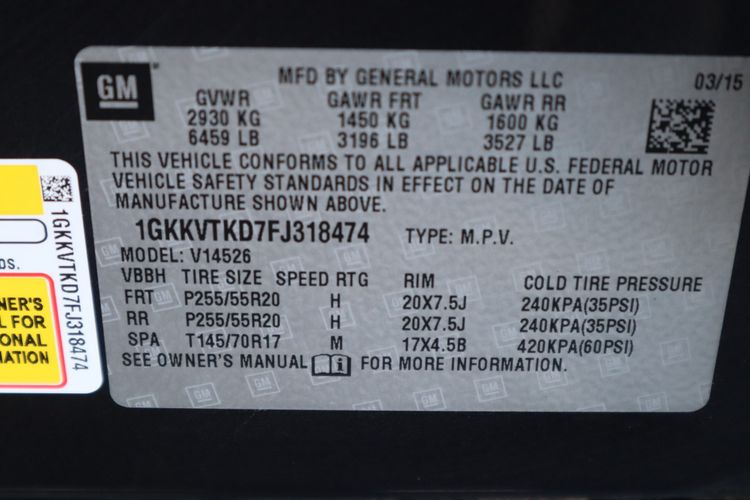 GM
MFD BY GENERAL MOTORS LLC
03/15
GVWR GAWR FRT GAWR RR
2930 KG 1450 KG 1600 KG
6459 LB 3196 LB 3527 LB
THIS VEHICLE CONFORMS TO ALL APPLICABLE U.S. FEDERAL MOTOR
VEHICLE SAFETY STANDARDS IN EFFECT ON THE DATE OF
MANUFACTURE SHOWN ABOVE.
1GKKVTKD7FJ318474 TYPE: M.P.V.
MODEL: V14526
VBBH TIRE SIZE SPEED RTG RIM COLD TIRE PRESSURE
FRT P255/55R20 H 20X7.5J 240KPA(35PSI)
RR P255/55R20 H 20X7.5J 240KPA(35PSI)
SPA T145/70R17 M 17X4.5B 420KPA(60PSI)
SEE OWNER'S MANUAL FOR MORE INFORMATION.
1GKKVTKD7FJ318474
DS.
NER'S
L FOR
ONAL
MATION